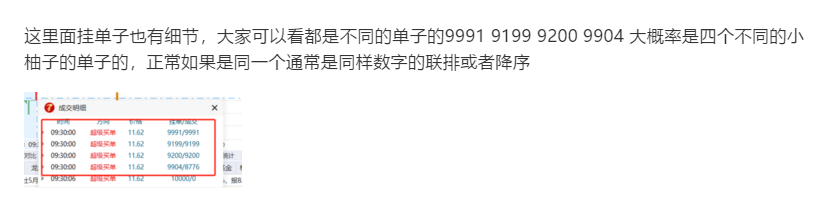 这里面挂单子也有细节，大家可以看都是不同的单子的9991 9199 9200 9904 大概率是四个不同的小
柚子的单子的，正常如果是同一个通常是同样数字的联排或者降序
成交明细
时间 方向 价格 挂单/成交
09:30:00 超级买单 11.62 9991/9991
09:30:00 超级买单 11.62 9199/9199
09:30:00 超级买单 11.62 9200/9200
09:30:00 超级买单 11.62 9904/8776
09:30:06 超级买单 11.62 10000/0